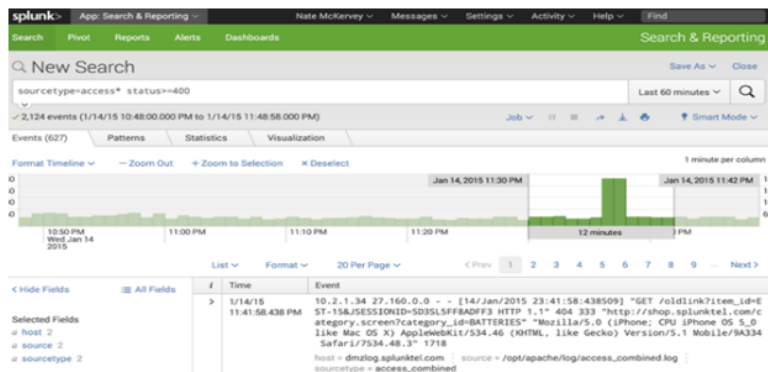 splunk> App: Search & Reporting Nate McKervey Messages Settings Activity Help Find
Search Pivot Reports Alerts Dashboards Search & Reporting
New Search Save As Close
sourcetype=access* status>=400 Last 60 minutes
2,124 events (1/14/15 10:48:00.000 PM to 1/14/15 11:48:58.000 PM) Job Smart Mode
Events (627) Patterns Statistics Visualization
Format Timeline — Zoom Out + Zoom to Selection × Deselect 1 minute per column
Jan 14, 2015 11:30 PM Jan 14, 2015 11:42 PM
10:50 PM 11:00 PM 11:10 PM 11:20 PM 12 minutes PM
Wed Jan 14
2015
List Format 20 Per Page < Prev 1 2 3 4 5 6 7 8 9 ... Next >
< Hide Fields All Fields i Time Event
Selected Fields
a host 2
a source 2
a sourcetype 2
> 1/14/15
11:41:58.438 PM
10.2.1.34 27.160.0.0 - - [14/Jan/2015 23:41:58:438509] "GET /oldlink?item_id=E
ST-15&JSESSIONID=SD3SL5FF8ADFF3 HTTP 1.1" 404 333 "http://shop.splunktel.com/c
ategory.screen?category_id=BATTERIES" "Mozilla/5.0 (iPhone; CPU iPhone OS 5_0
like Mac OS X) AppleWebKit/534.46 (KHTML, like Gecko) Version/5.1 Mobile/9A334
Safari/7534.48.3" 1718
host = dmzlog.splunktel.com source = /opt/apache/log/access_combined.log
sourcetype = access_combined